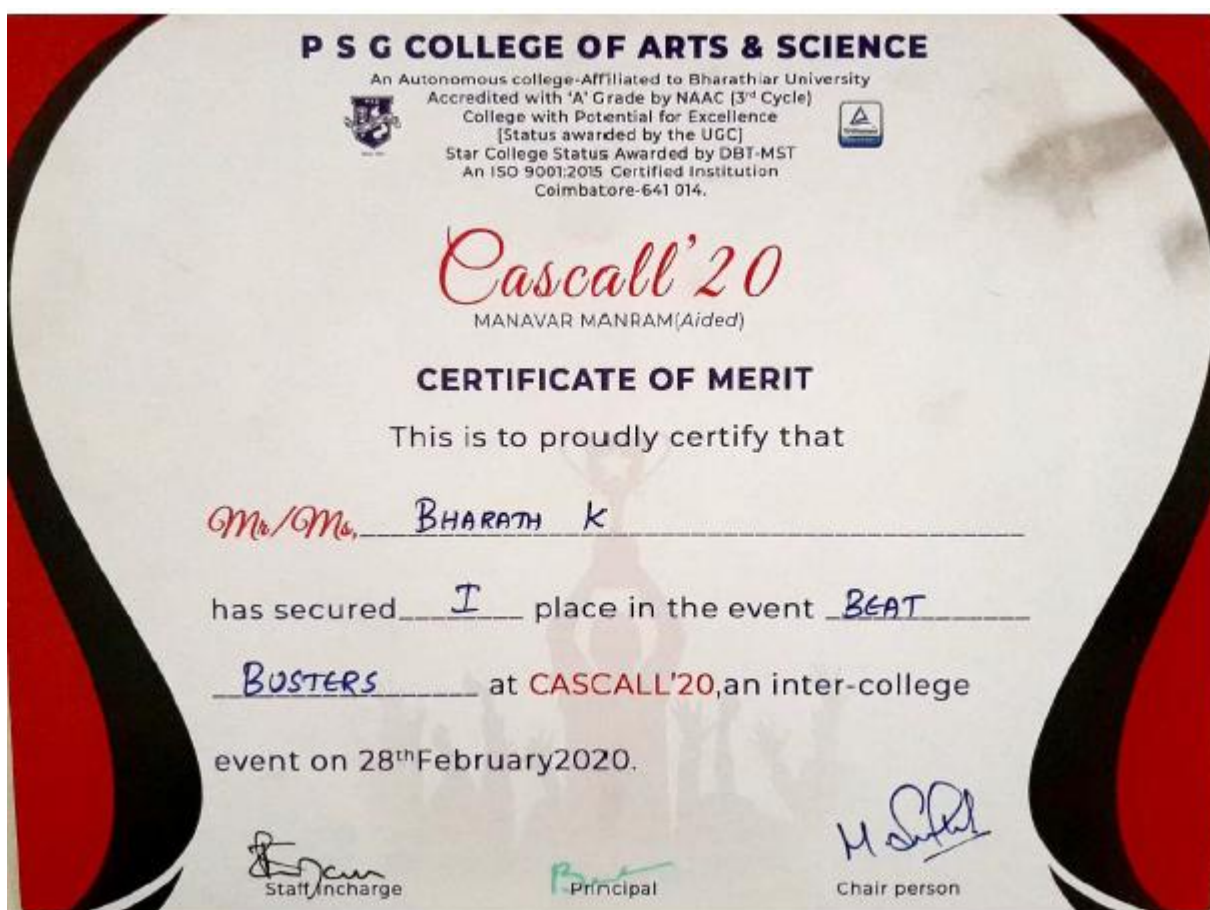 P S G COLLEGE OF ARTS & SCIENCE
An Autonomous college-Affiliated to Bharathiar University
Accredited with 'A' Grade by NAAC (3rd Cycle)
College with Potential for Excellence
[Status awarded by the UGC]
Star College Status Awarded by DBT-MST
An ISO 9001:2015 Certified Institution
Coimbatore-641 014.
Cascall'20
MANAVAR MANRAM(Aided)
CERTIFICATE OF MERIT
This is to proudly certify that
Mr/Ms, BHARATH K
has secured I place in the event BEAT
BUSTERS at CASCALL'20,an inter-college
event on 28thFebruary2020.
Staff Incharge Principal Chair person